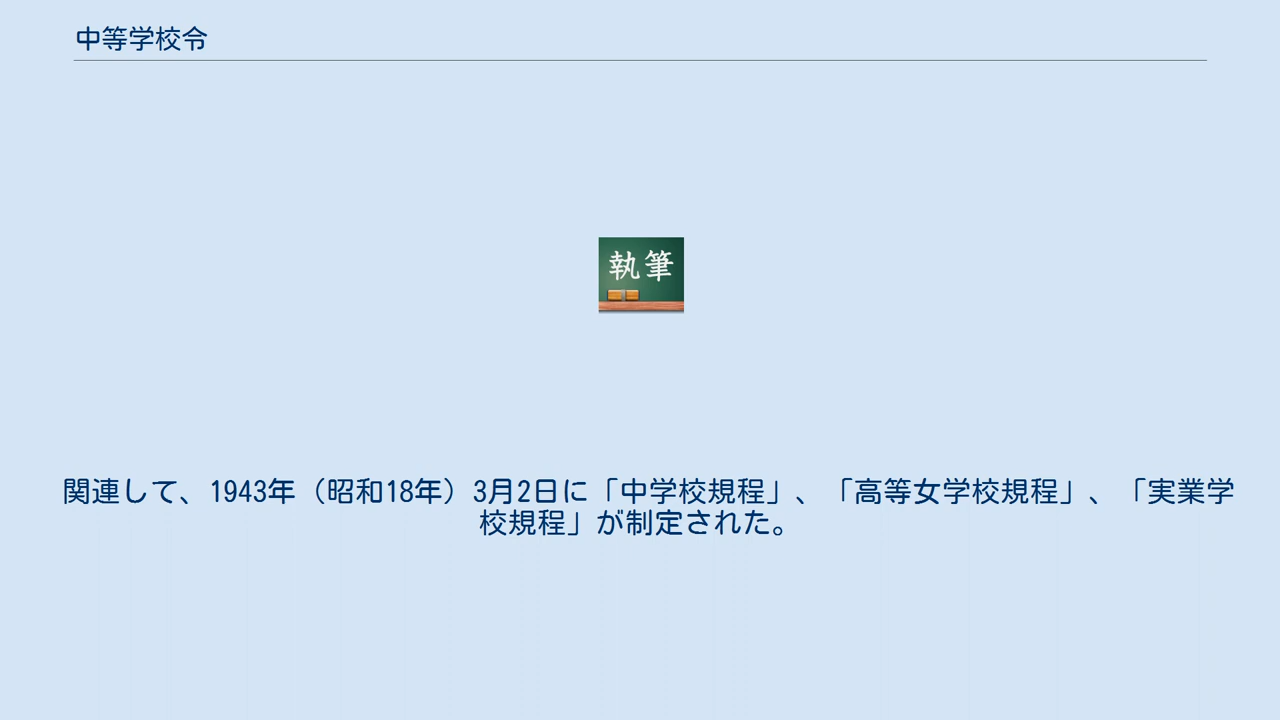 中等学校令
執筆
関連して、1943年（昭和18年）3月2日に「中学校規程」、「高等女学校規程」、「実業学
校規程」が制定された。